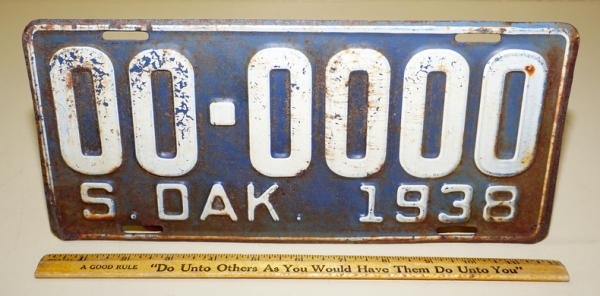 00-0000
S. DAK. 1938
A GOOD RULE "Do Unto Others As You Would Have Them Do Unto You"